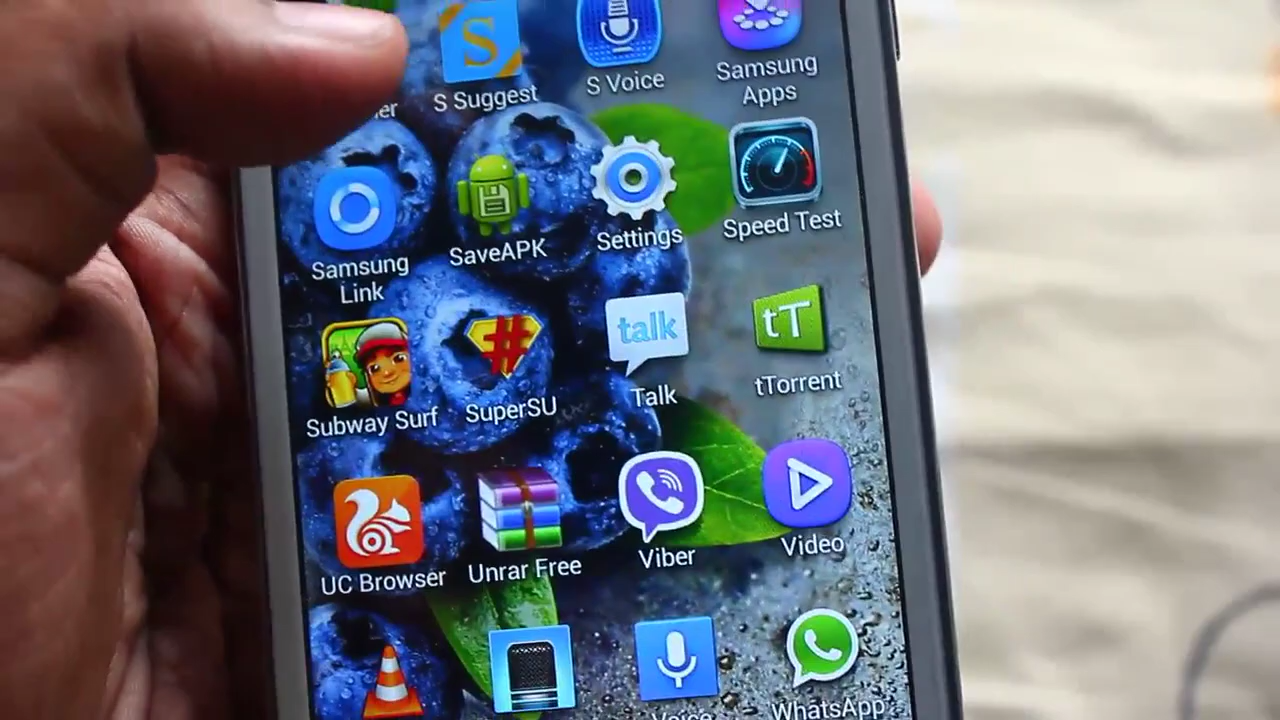 S
S Suggest
S Voice
Samsung
Apps
Samsung
Link
SaveAPK
Settings
Speed Test
Subway Surf
#
SuperSU
talk
Talk
tT
tTorrent
UC Browser
Unrar Free
Viber
Video
Voice
WhatsApp